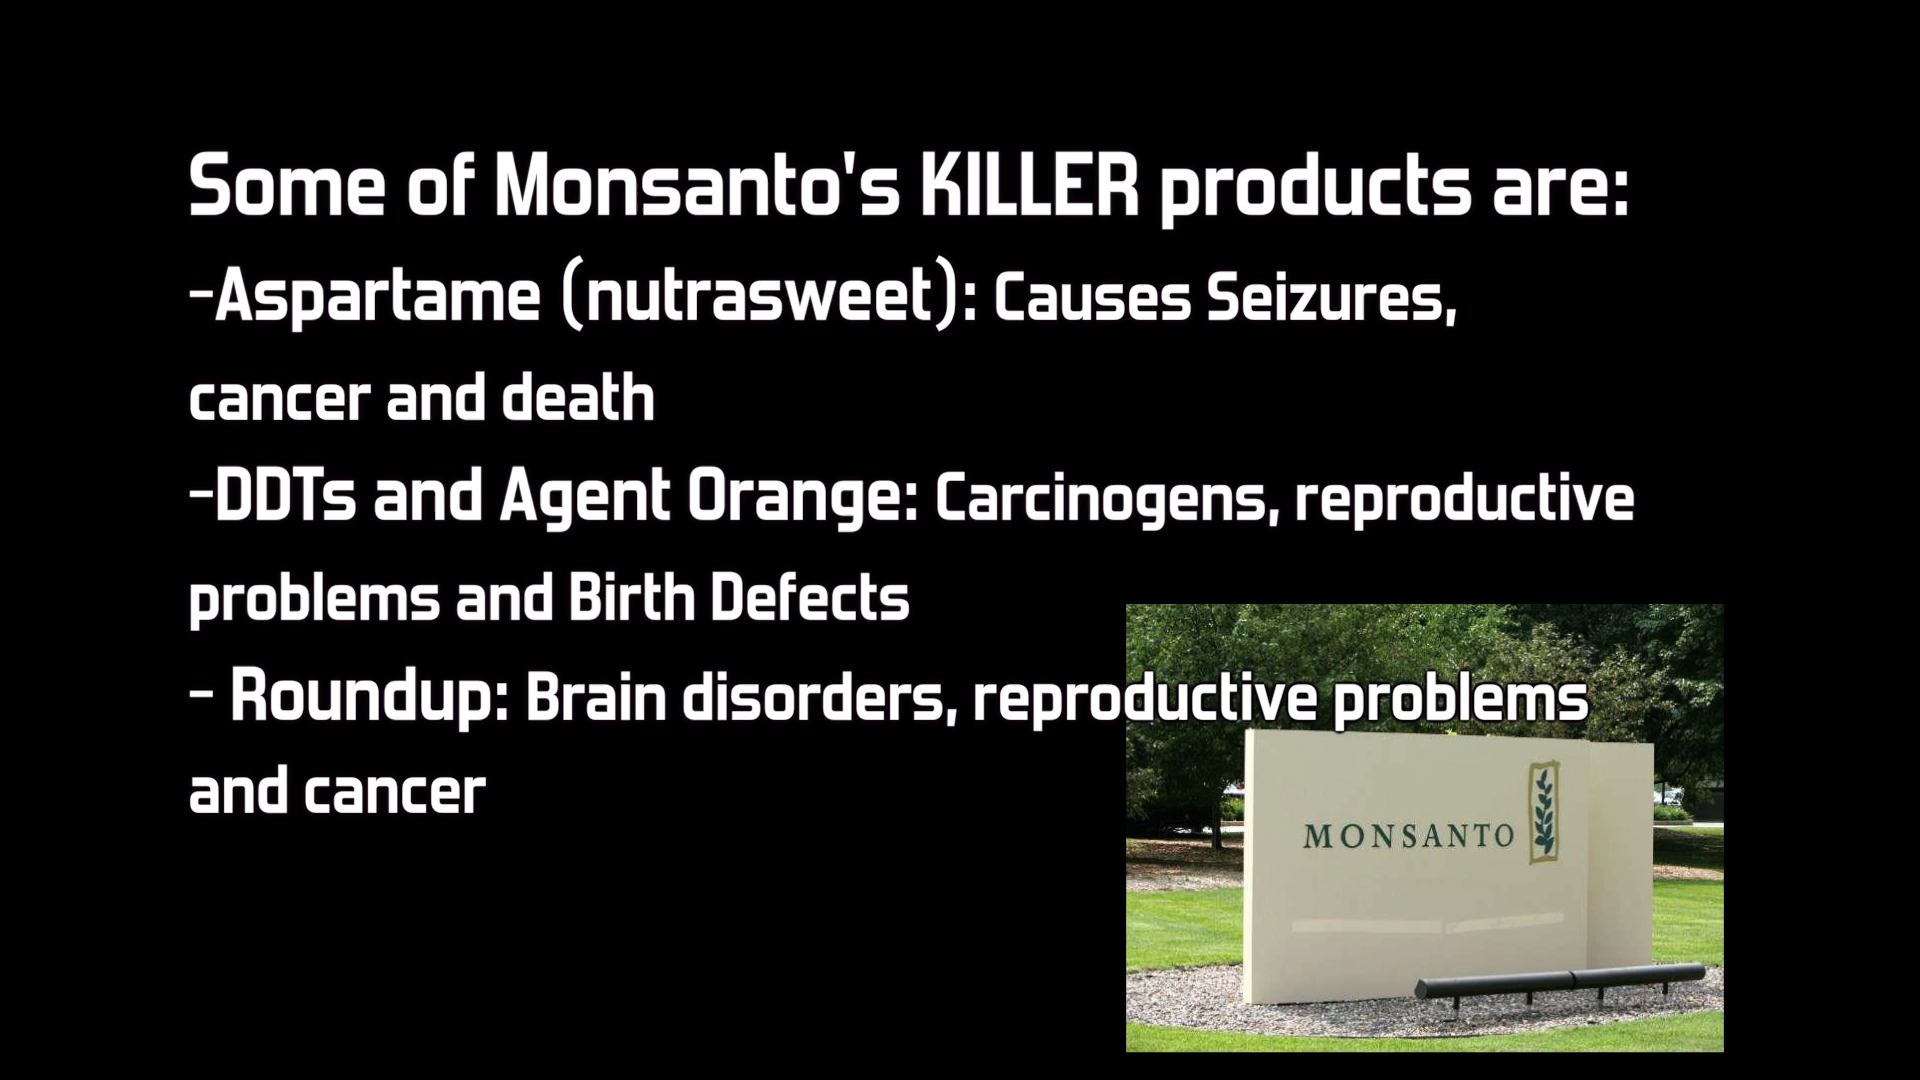 Some of Monsanto's KILLER products are:
-Aspartame (nutrasweet): Causes Seizures,
cancer and death
-DDTs and Agent Orange: Carcinogens, reproductive
problems and Birth Defects
- Roundup: Brain disorders, reproductive problems
and cancer
MONSANTO